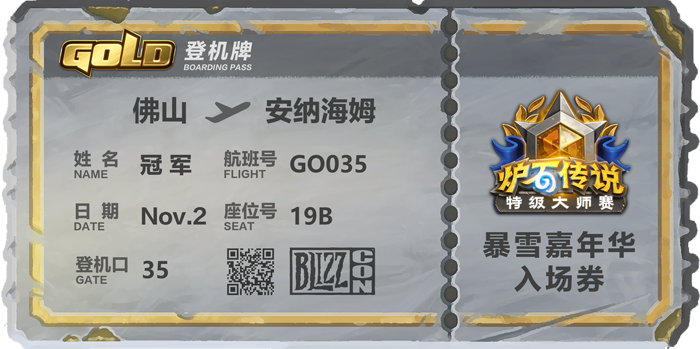 GOLD 登机牌
BOARDING PASS
佛山 安纳海姆
姓名 冠军 航班号 GO035
NAME FLIGHT
日期 Nov.2 座位号 19B
DATE SEAT
登机口 35
GATE
BLIZZ CON
炉石传说
特级大师赛
暴雪嘉年华
入场券